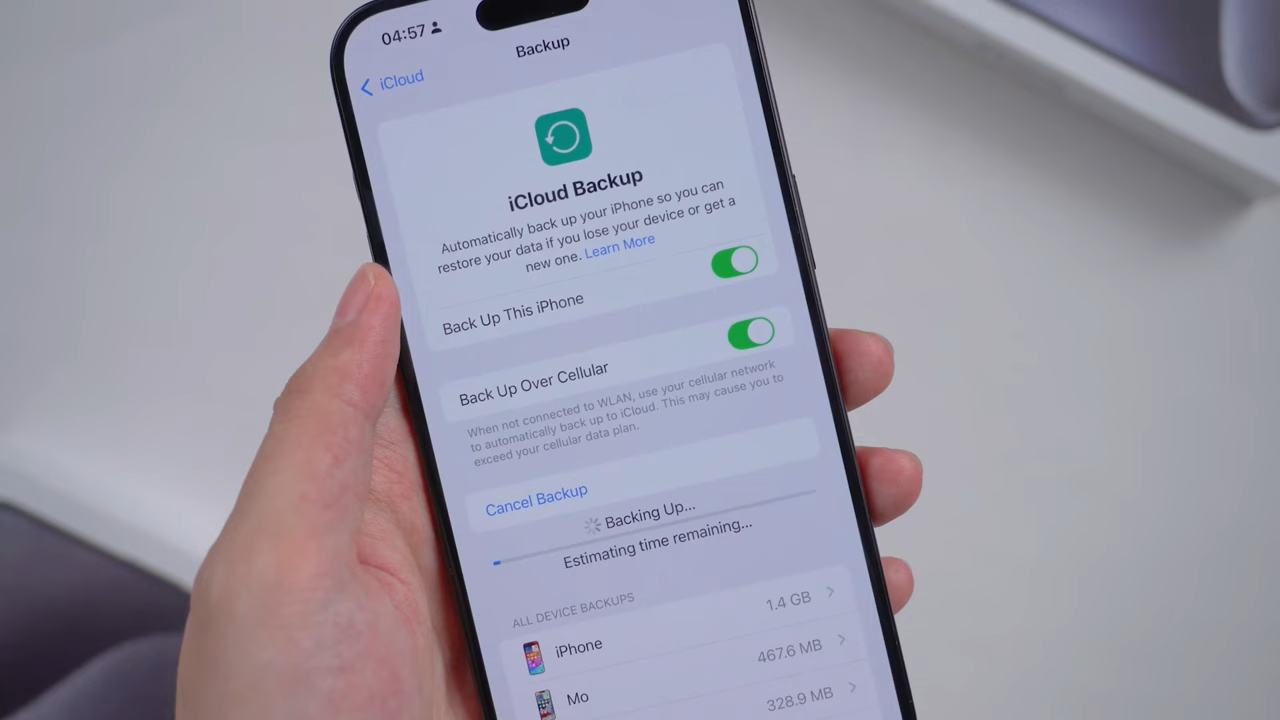 04:57
Backup
iCloud
iCloud Backup
Automatically back up your iPhone so you can
restore your data if you lose your device or get a
new one. Learn More
Back Up This iPhone
Back Up Over Cellular
When not connected to WLAN, use your cellular network
to automatically back up to iCloud. This may cause you to
exceed your cellular data plan.
Cancel Backup
Backing Up...
Estimating time remaining...
ALL DEVICE BACKUPS
iPhone 1.4 GB
Mo 467.6 MB
328.9 MB